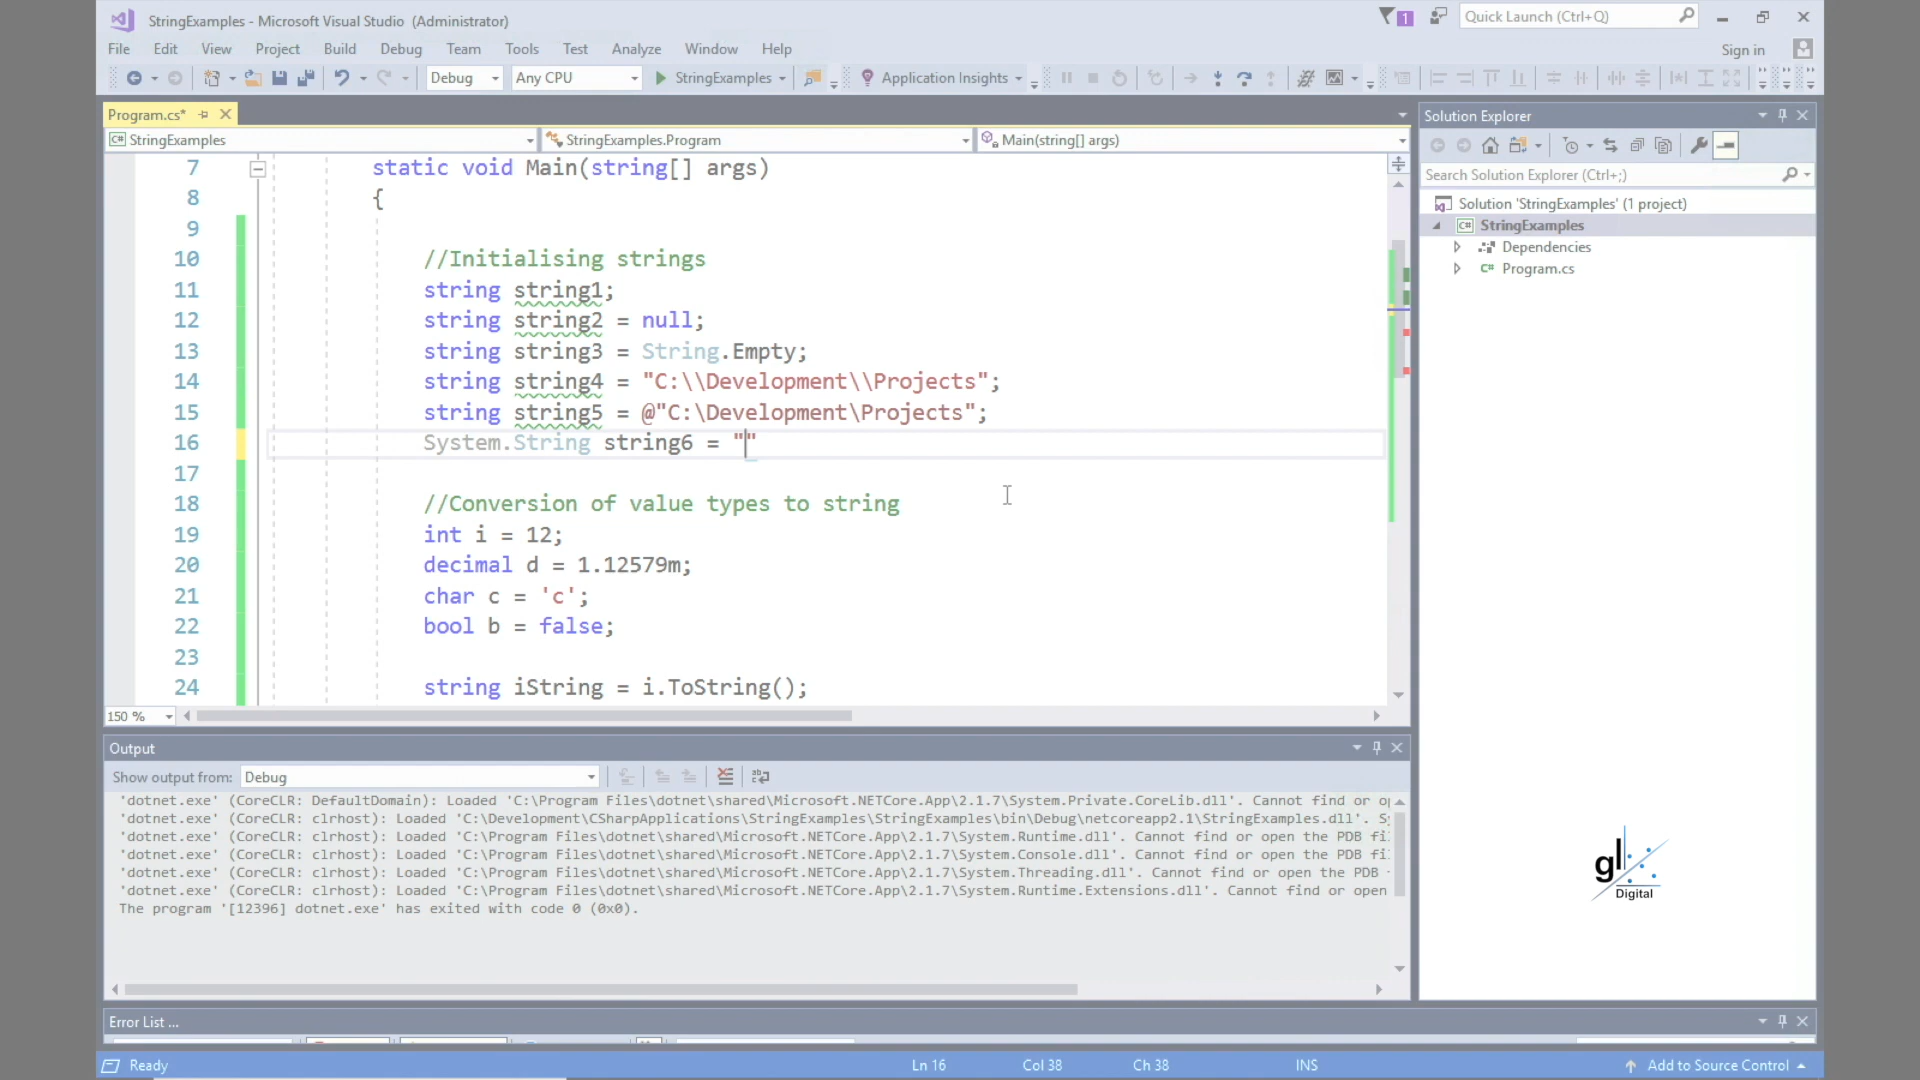 StringExamples - Microsoft Visual Studio (Administrator)
1
Quick Launch (Ctrl+Q)
File Edit View Project Build Debug Team Tools Test Analyze Window Help
Sign in
Debug Any CPU StringExamples Application Insights
Program.cs*
StringExamples StringExamples.Program Main(string[] args)
7 static void Main(string[] args)
8 {
9
10 //Initialising strings
11 string string1;
12 string string2 = null;
13 string string3 = String.Empty;
14 string string4 = "C:\\Development\\Projects";
15 string string5 = @"C:\Development\Projects";
16 System.String string6 = ""
17
18 //Conversion of value types to string
19 int i = 12;
20 decimal d = 1.12579m;
21 char c = 'c';
22 bool b = false;
23
24 string iString = i.ToString();
150 %
Solution Explorer
Search Solution Explorer (Ctrl+;)
Solution 'StringExamples' (1 project)
C# StringExamples
Dependencies
C# Program.cs
Output
Show output from: Debug
'dotnet.exe' (CoreCLR: DefaultDomain): Loaded 'C:\Program Files\dotnet\shared\Microsoft.NETCore.App\2.1.7\System.Private.CoreLib.dll'. Cannot find or
'dotnet.exe' (CoreCLR: clrhost): Loaded 'C:\Development\CSharpApplications\StringExamples\StringExamples\bin\Debug\netcoreapp2.1\StringExamples.dll'.
'dotnet.exe' (CoreCLR: clrhost): Loaded 'C:\Program Files\dotnet\shared\Microsoft.NETCore.App\2.1.7\System.Runtime.dll'. Cannot find or open the PDB
'dotnet.exe' (CoreCLR: clrhost): Loaded 'C:\Program Files\dotnet\shared\Microsoft.NETCore.App\2.1.7\System.Console.dll'. Cannot find or open the PDB
'dotnet.exe' (CoreCLR: clrhost): Loaded 'C:\Program Files\dotnet\shared\Microsoft.NETCore.App\2.1.7\System.Threading.dll'. Cannot find or open the PDB
'dotnet.exe' (CoreCLR: clrhost): Loaded 'C:\Program Files\dotnet\shared\Microsoft.NETCore.App\2.1.7\System.Runtime.Extensions.dll'. Cannot find or open
The program '[12396] dotnet.exe' has exited with code 0 (0x0).
gl
Digital
Error List ...
Ready Ln 16 Col 38 Ch 38 INS Add to Source Control